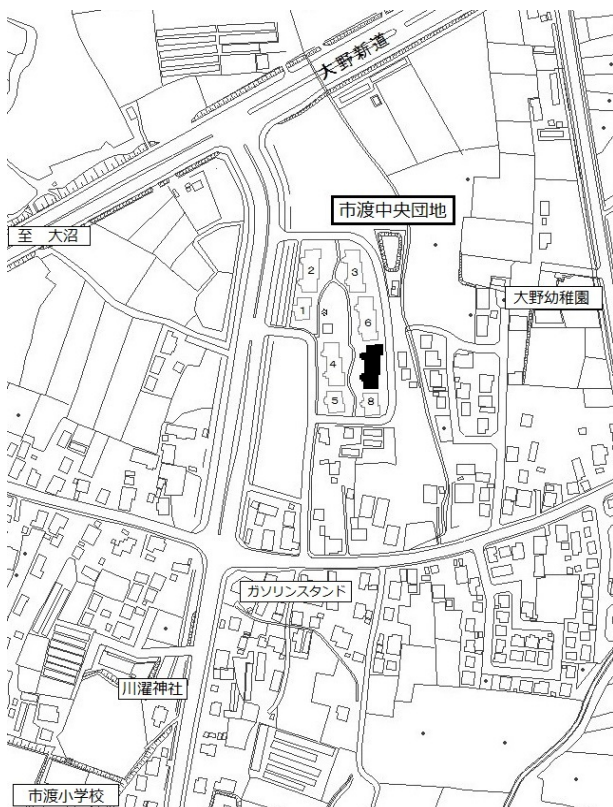 大野新道
市渡中央団地
至 大沼
大野幼稚園
2
3
1
6
4
5
8
ガソリンスタンド
川濯神社
市渡小学校